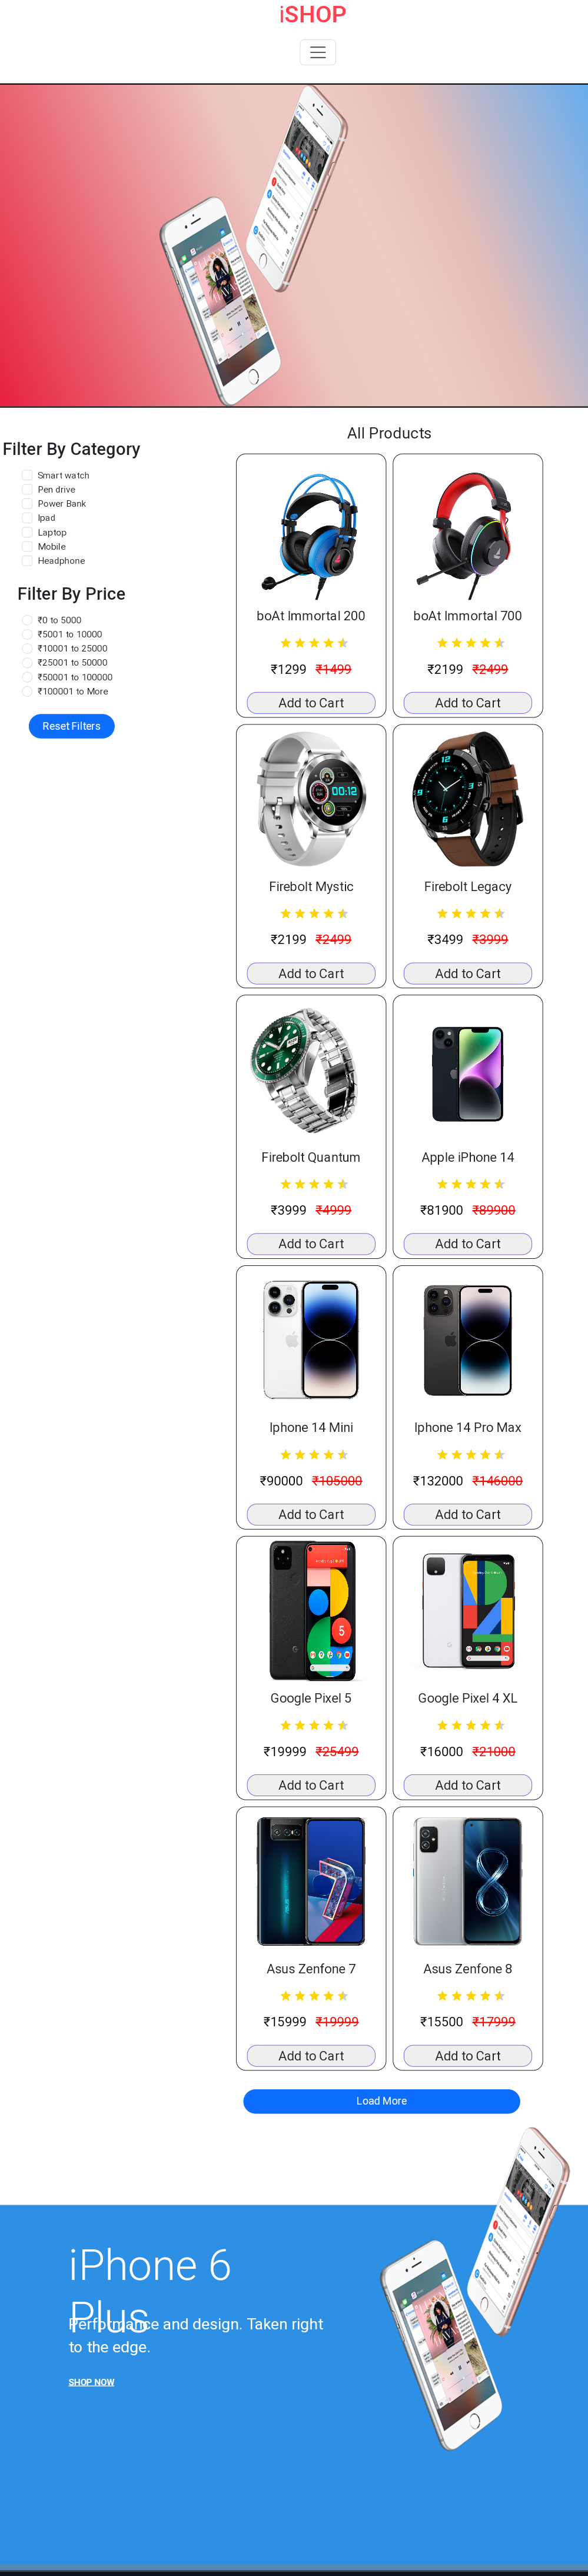 iSHOP
Filter By Category
Smart watch
Pen drive
Power Bank
Ipad
Laptop
Mobile
Headphone
Filter By Price
₹0 to 5000
₹5001 to 10000
₹10001 to 25000
₹25001 to 50000
₹50001 to 100000
₹100001 to More
Reset Filters
All Products
boAt Immortal 200
₹1299 ₹1499
Add to Cart
boAt Immortal 700
₹2199 ₹2499
Add to Cart
00:12
Firebolt Mystic
₹2199 ₹2499
Add to Cart
Firebolt Legacy
₹3499 ₹3999
Add to Cart
Firebolt Quantum
₹3999 ₹4999
Add to Cart
Apple iPhone 14
₹81900 ₹89900
Add to Cart
Iphone 14 Mini
₹90000 ₹105000
Add to Cart
Iphone 14 Pro Max
₹132000 ₹146000
Add to Cart
Google Pixel 5
₹19999 ₹25499
Add to Cart
Google Pixel 4 XL
₹16000 ₹21000
Add to Cart
Asus Zenfone 7
₹15999 ₹19999
Add to Cart
Asus Zenfone 8
₹15500 ₹17999
Add to Cart
Load More
iPhone 6
Plus
Performance and design. Taken right
to the edge.
SHOP NOW